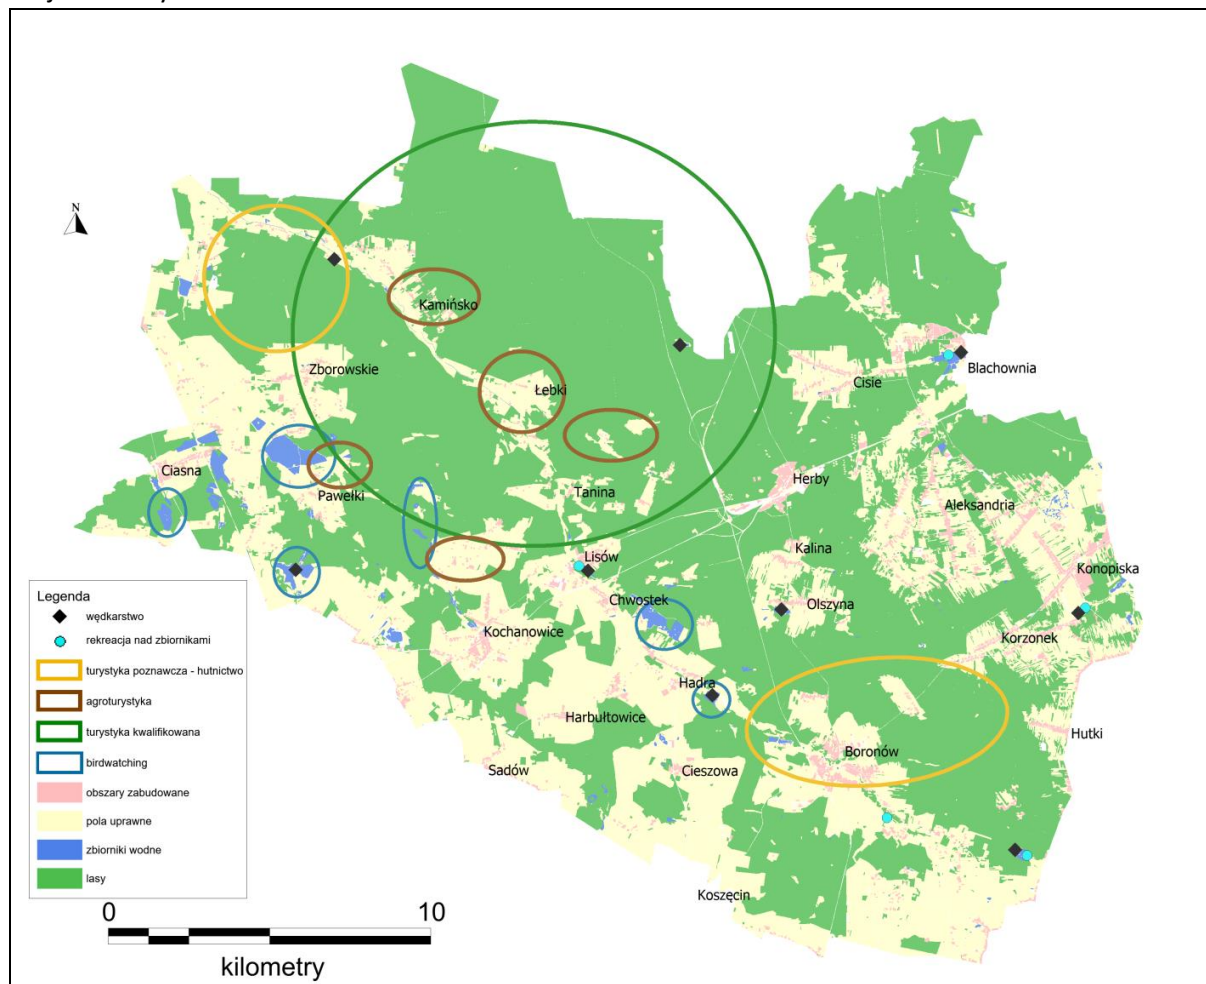 N
Kamińsko
Zborowskie
Łebki
Cisie
Blachownia
Ciasna
Pawełki
Tanina
Herby
Aleksandria
Lisów
Kalina
Konopiska
Chwostek
Olszyna
Kochanowice
Korzonek
Hadra
Harbułtowice
Boronów
Hutki
Sadów
Cieszowa
Koszęcin
Legenda
wędkarstwo
rekreacja nad zbiornikami
turystyka poznawcza - hutnictwo
agroturystyka
turystyka kwalifikowana
birdwatching
obszary zabudowane
pola uprawne
zbiorniki wodne
lasy
0 10
kilometry